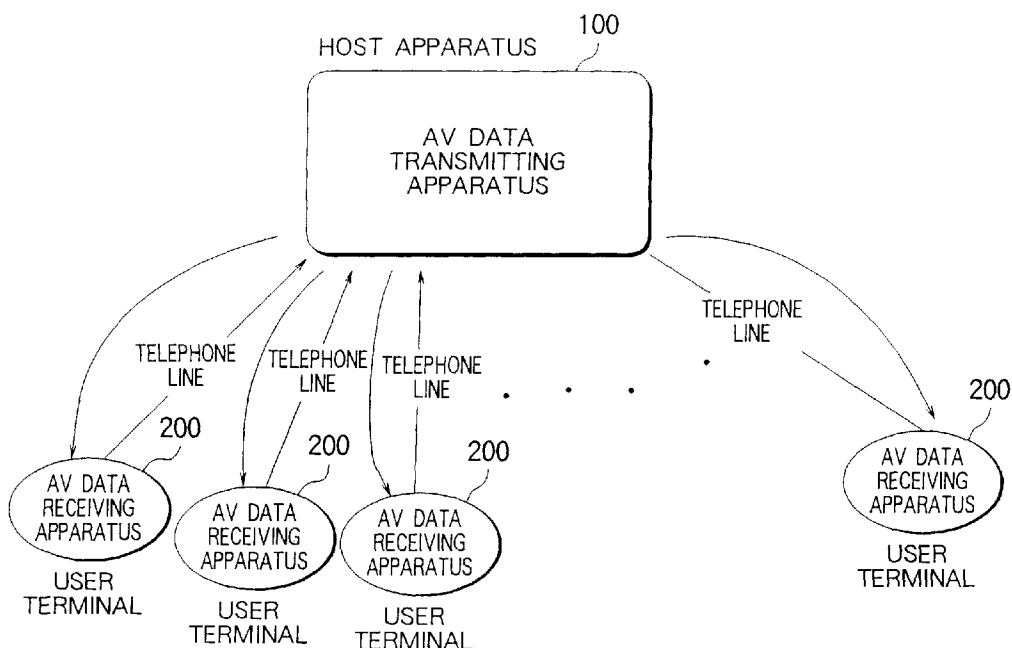 100
HOST APPARATUS
AV DATA
TRANSMITTING
APPARATUS
TELEPHONE
LINE
TELEPHONE
LINE
TELEPHONE
LINE
TELEPHONE
LINE
200
AV DATA
RECEIVING
APPARATUS
USER
TERMINAL
200
AV DATA
RECEIVING
APPARATUS
USER
TERMINAL
200
AV DATA
RECEIVING
APPARATUS
USER
TERMINAL
200
AV DATA
RECEIVING
APPARATUS
USER
TERMINAL